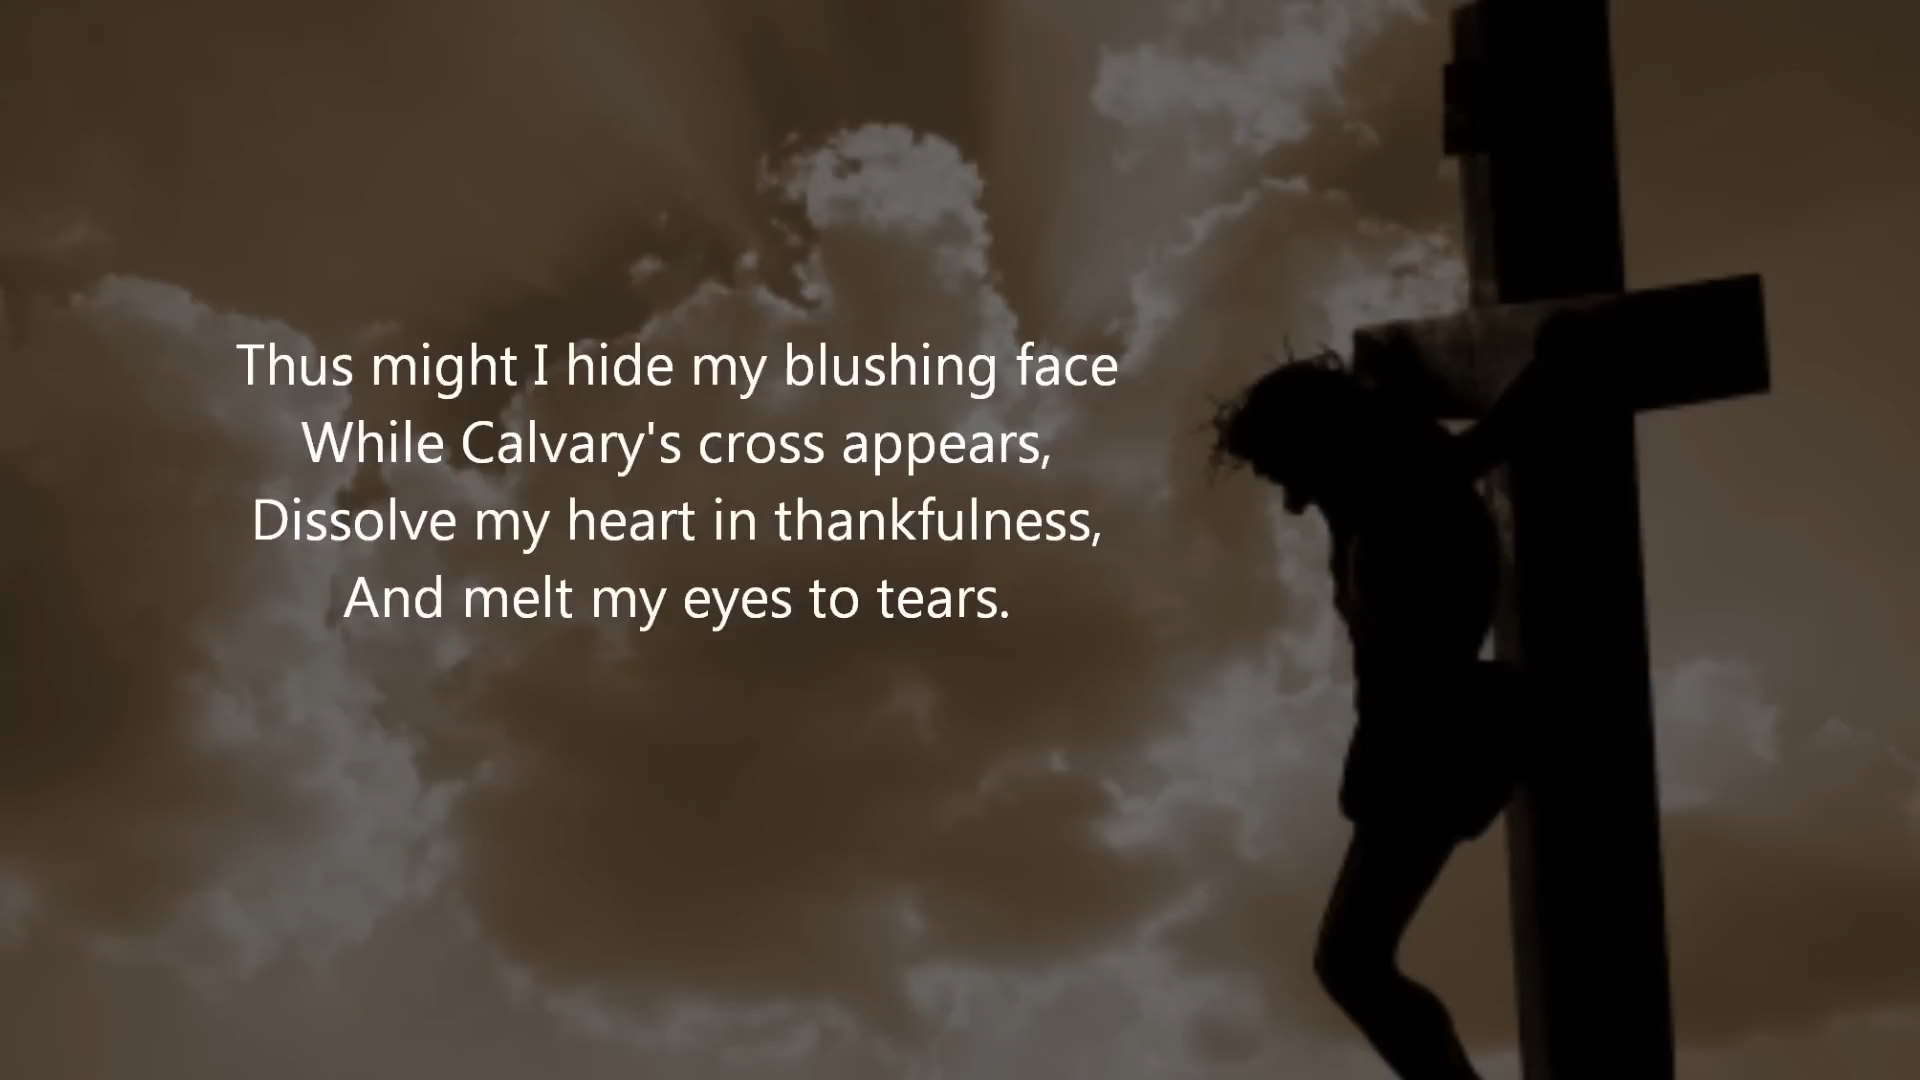 Thus might I hide my blushing face
While Calvary's cross appears,
Dissolve my heart in thankfulness,
And melt my eyes to tears.